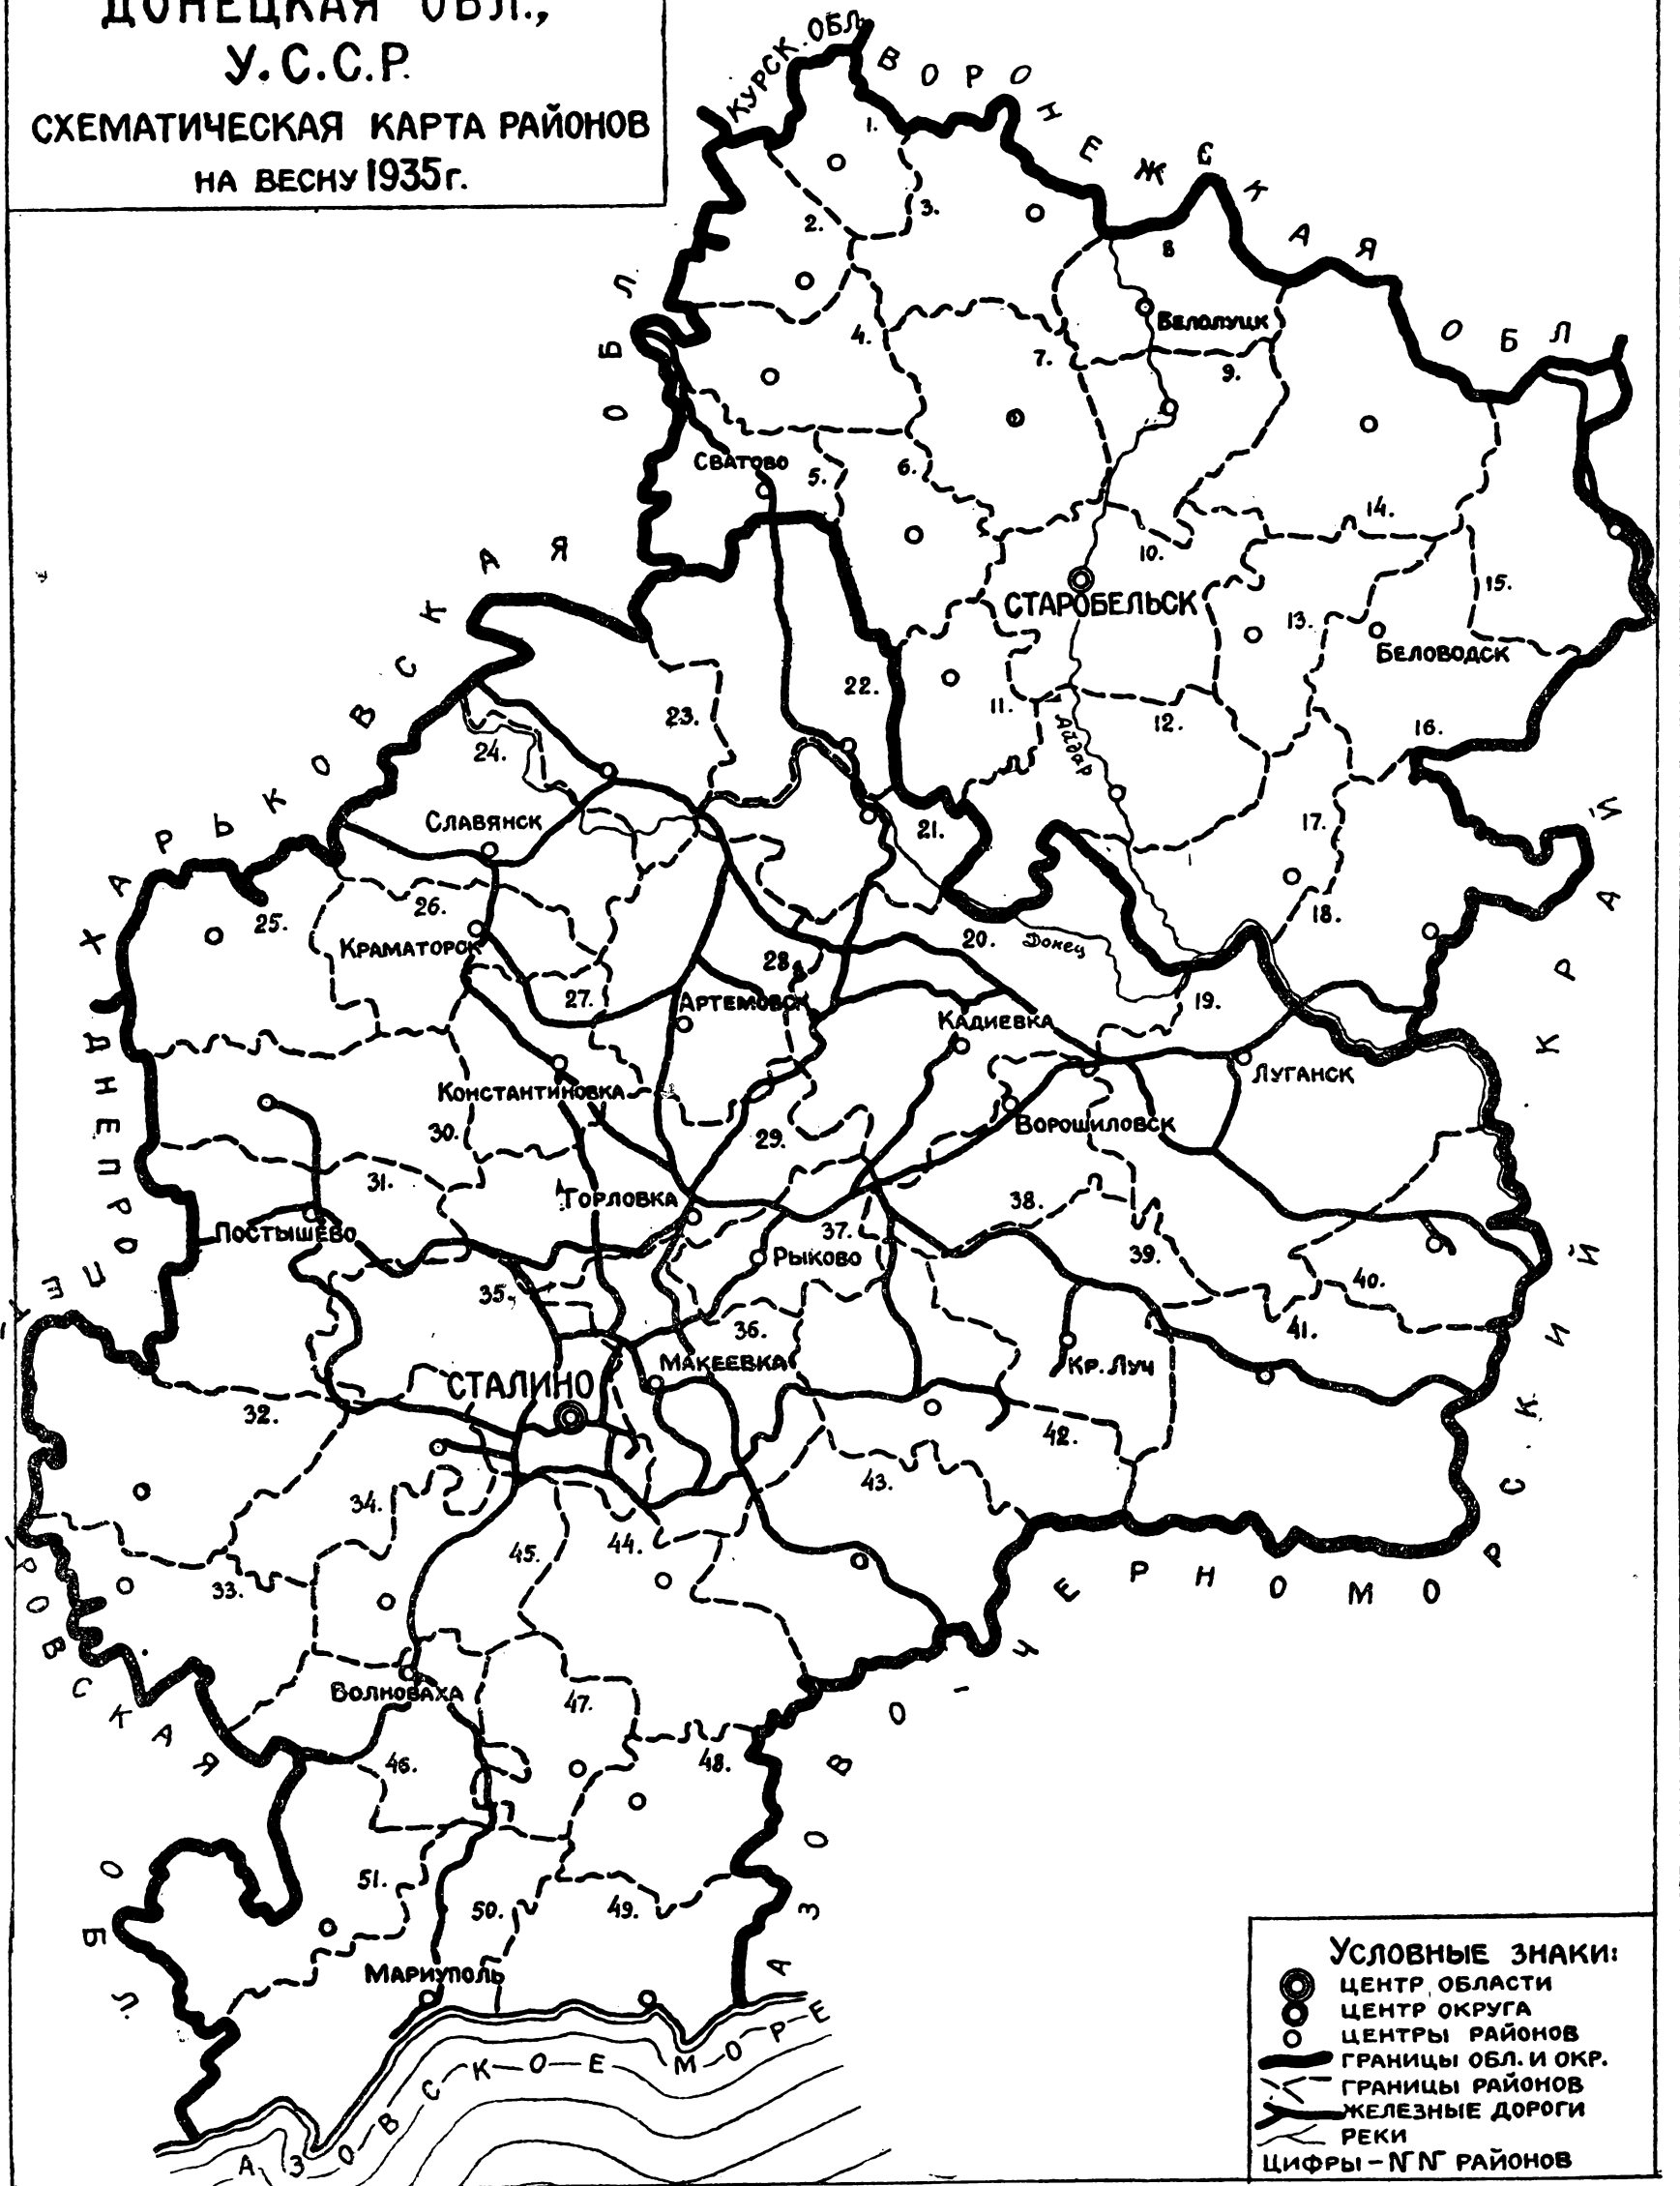 ДОНЕЦКАЯ ОБЛ.,
У.С.С.Р.
СХЕМАТИЧЕСКАЯ КАРТА РАЙОНОВ
НА ВЕСНУ 1935г.
КУРСК. ОБЛ.
ВОРОНЕЖСКАЯ ОБЛ
ХАРЬКОВСКАЯ ОБЛ.
1.
2.
3.
8
4.
7.
Белолуцк
9.
Сватово
5.
6.
14.
10.
СТАРОБЕЛЬСК
15.
13.
Беловодск
22.
11.
12.
23.
Айдар
16.
24.
Славянск
21.
17.
25.
26.
18.
Краматорск
20.
Донец
28.
27.
Артемовск
19.
Кадиевка
Луганск
Константиновка
Ворошиловск
30.
29.
31.
Горловка
38.
Постышево
37.
Рыково
39.
35.
40.
36.
41.
Макеевка
Кр. Луч
СТАЛИНО
32.
42.
34.
43.
45.
44.
33.
Волноваха
47.
46.
48.
51.
50.
49.
Мариуполь
ДНЕПРОПЕТРОВСКАЯ ОБЛ.
АЗОВО-ЧЕРНОМОРСКИЙ КРАЙ
АЗОВСКОЕ МОРЕ
Условные знаки:
ЦЕНТР ОБЛАСТИ
ЦЕНТР ОКРУГА
ЦЕНТРЫ РАЙОНОВ
ГРАНИЦЫ ОБЛ. И ОКР.
ГРАНИЦЫ РАЙОНОВ
ЖЕЛЕЗНЫЕ ДОРОГИ
РЕКИ
ЦИФРЫ – NN РАЙОНОВ